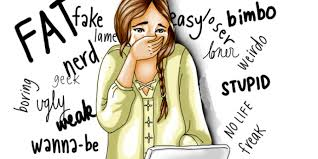 FAT
fake
lame
nerd
geek
boring
ugly
weak
wanna-be
easy
loser
bimbo
loner
weirdo
STUPID
NO LIFE
freak